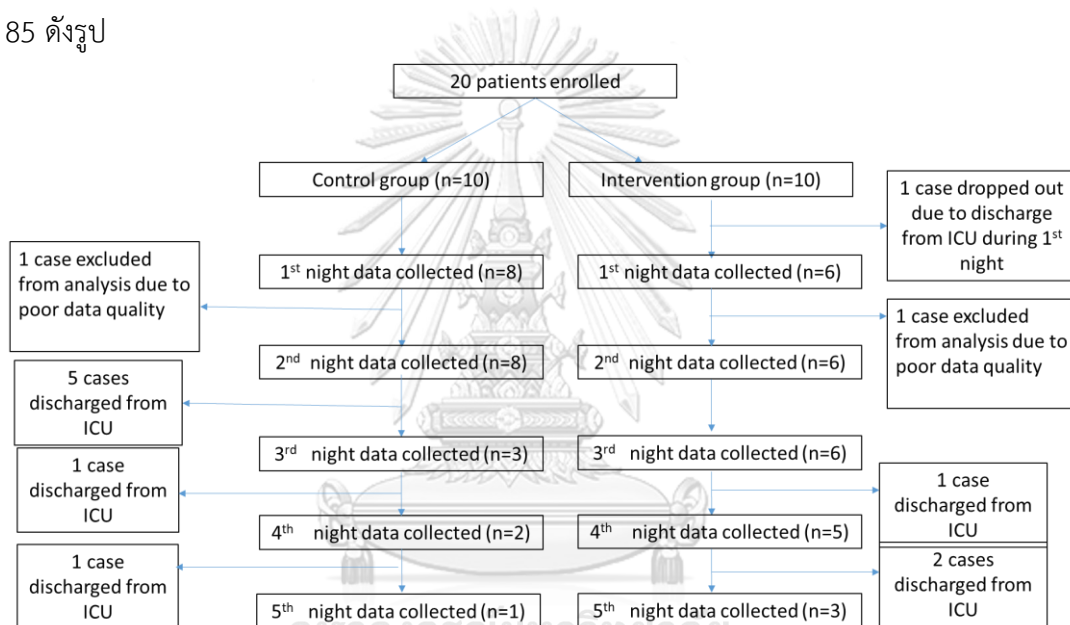 85 ดังรูป
20 patients enrolled
Control group (n=10)
Intervention group (n=10)
1 case dropped out
due to discharge
from ICU during 1st
night
1st night data collected (n=8)
1st night data collected (n=6)
1 case excluded
from analysis due to
poor data quality
1 case excluded
from analysis due to
poor data quality
2nd night data collected (n=8)
2nd night data collected (n=6)
5 cases
discharged from
ICU
3rd night data collected (n=3)
3rd night data collected (n=6)
1 case
discharged from
ICU
1 case
discharged from
ICU
4th night data collected (n=2)
4th night data collected (n=5)
1 case
discharged from
ICU
2 cases
discharged from
ICU
5th night data collected (n=1)
5th night data collected (n=3)